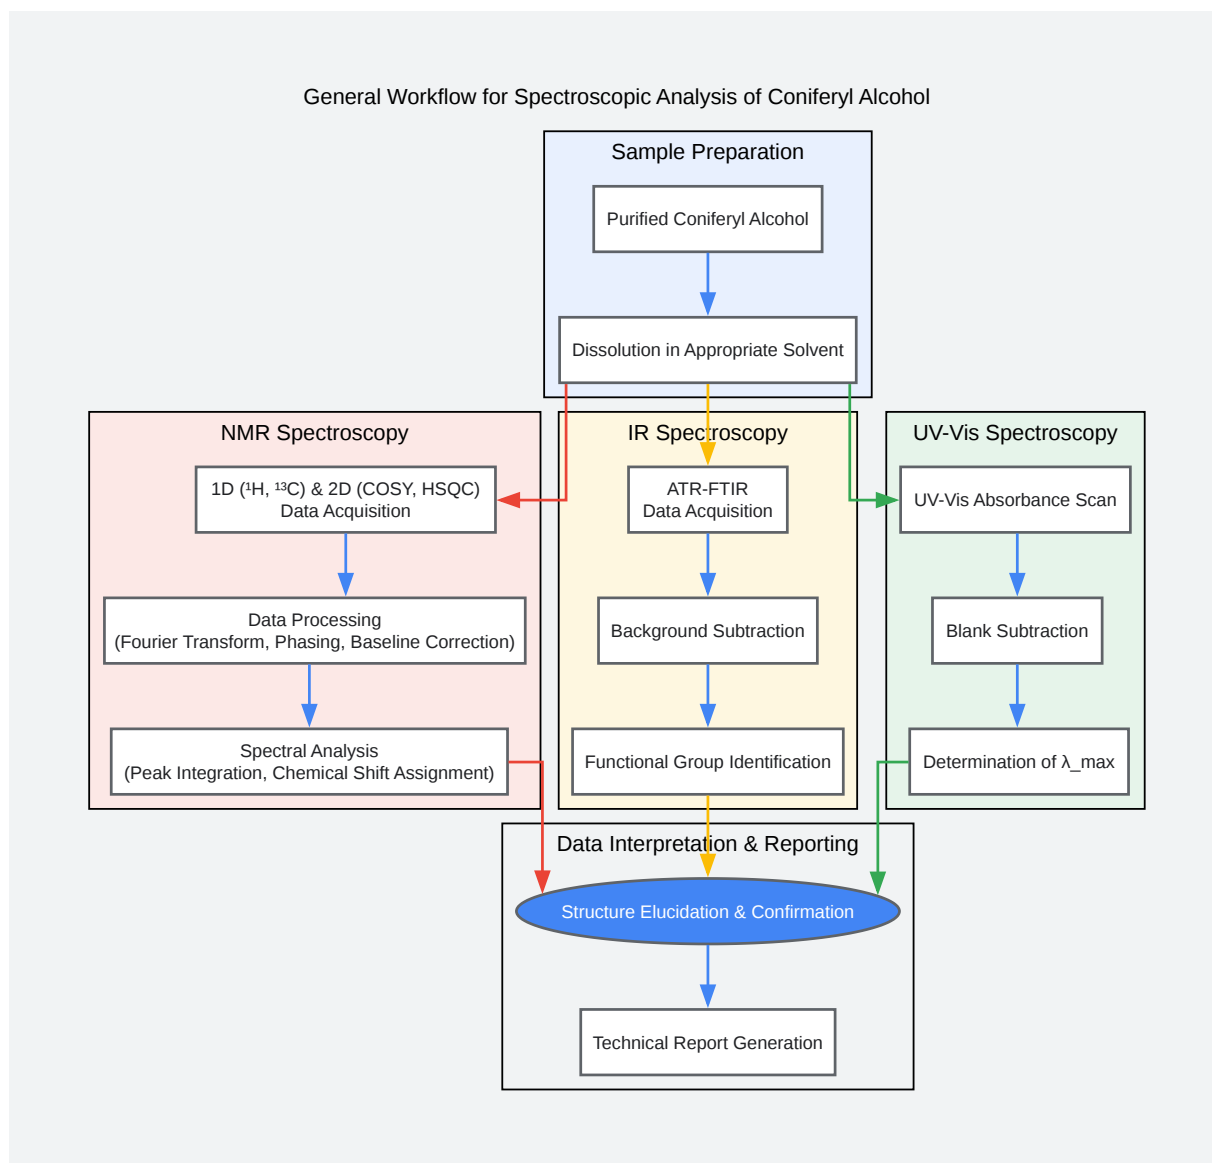 General Workflow for Spectroscopic Analysis of Coniferyl Alcohol
Sample Preparation
Purified Coniferyl Alcohol
Dissolution in Appropriate Solvent
NMR Spectroscopy
1D (¹H, ¹³C) & 2D (COSY, HSQC)
Data Acquisition
Data Processing
(Fourier Transform, Phasing, Baseline Correction)
Spectral Analysis
(Peak Integration, Chemical Shift Assignment)
IR Spectroscopy
ATR-FTIR
Data Acquisition
Background Subtraction
Functional Group Identification
UV-Vis Spectroscopy
UV-Vis Absorbance Scan
Blank Subtraction
Determination of λ_max
Data Interpretation & Reporting
Structure Elucidation & Confirmation
Technical Report Generation